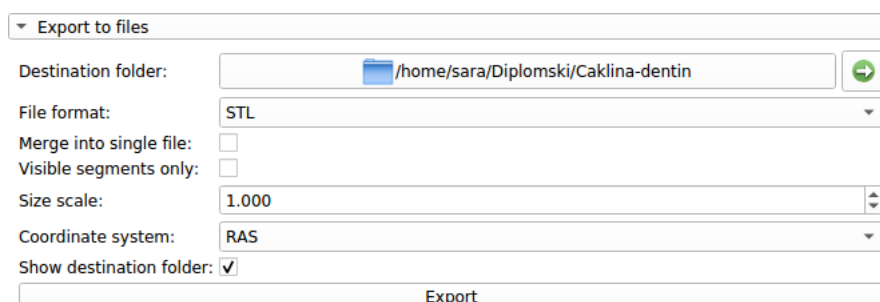 Export to files
Destination folder: /home/sara/Diplomski/Caklina-dentin
File format: STL
Merge into single file:
Visible segments only:
Size scale: 1.000
Coordinate system: RAS
Show destination folder:
Export